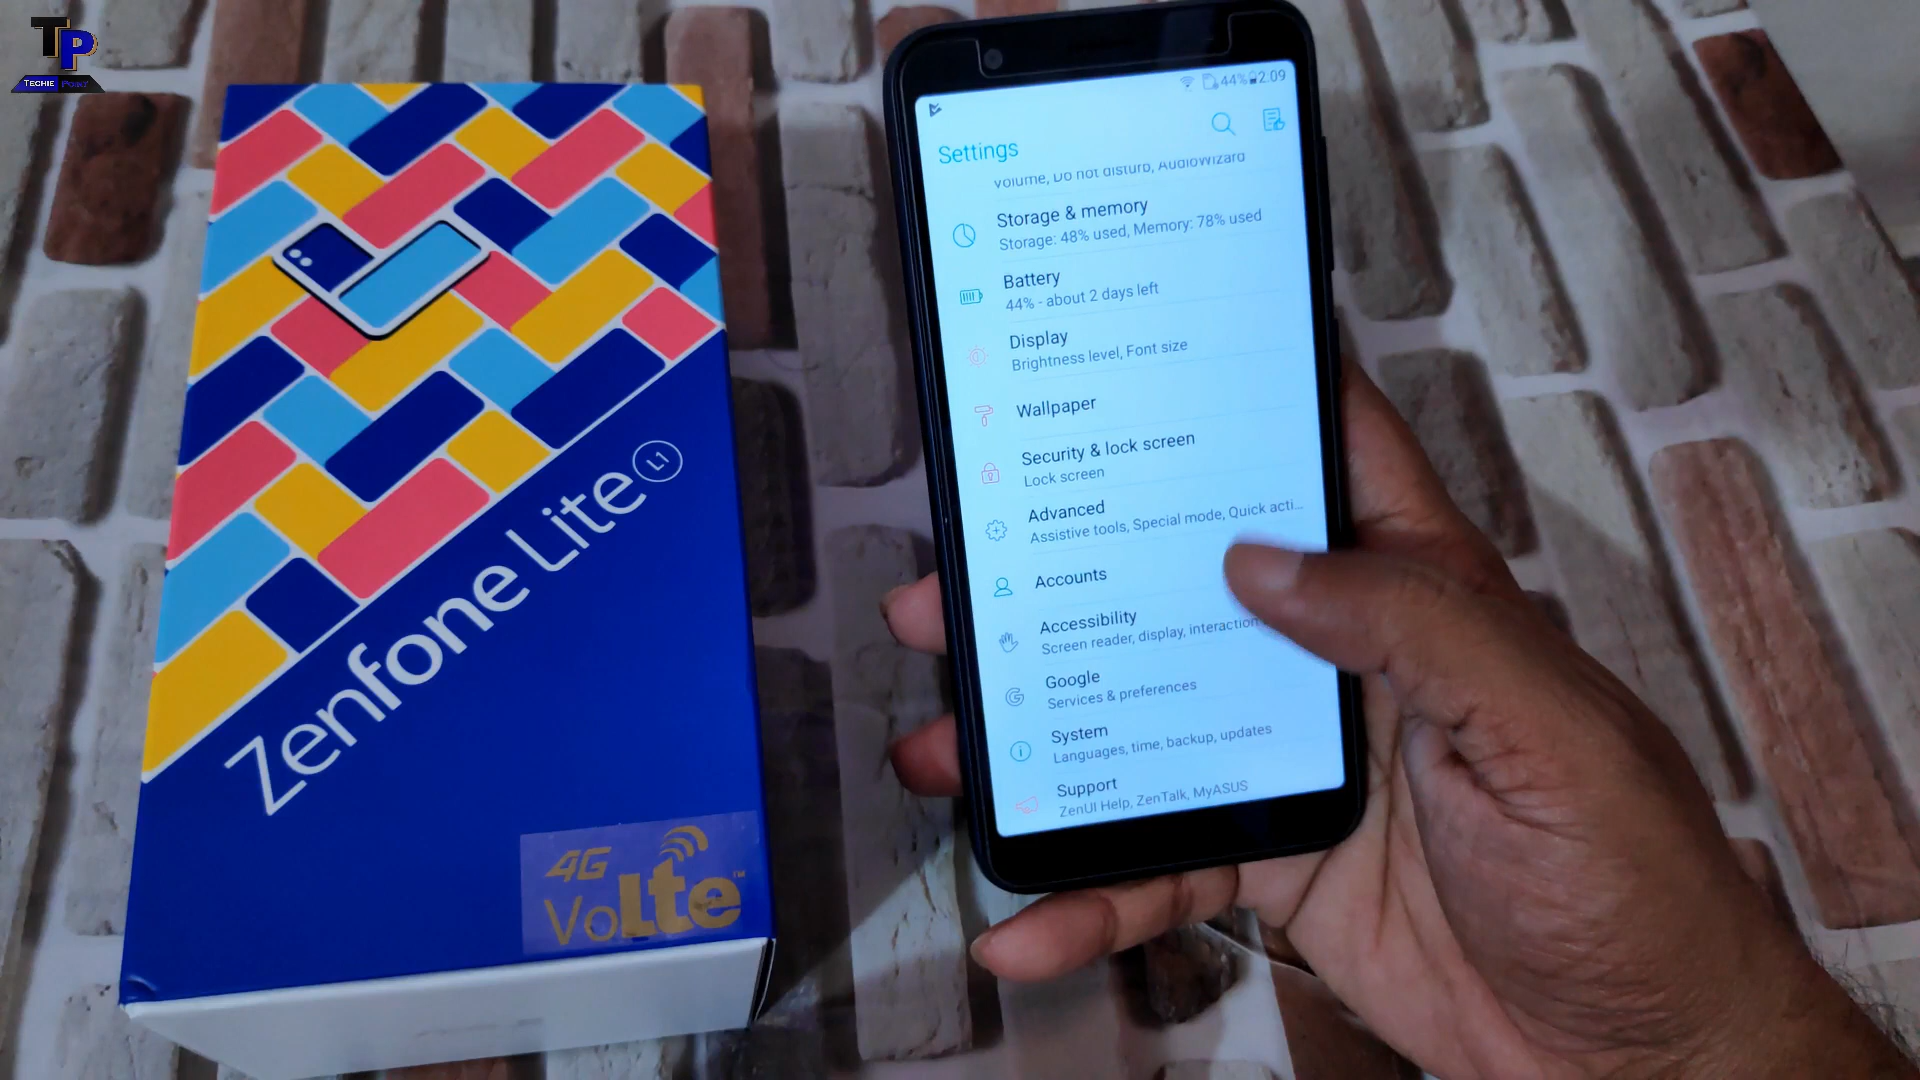 TP
TECHIE POINT
Zenfone Lite L1
4G
VoLTE™
44% 2.09
Settings
Volume, Do not disturb, AudioWizard
Storage & memory
Storage: 48% used, Memory: 78% used
Battery
44% - about 2 days left
Display
Brightness level, Font size
Wallpaper
Security & lock screen
Lock screen
Advanced
Assistive tools, Special mode, Quick acti...
Accounts
Accessibility
Screen reader, display, interaction
Google
Services & preferences
System
Languages, time, backup, updates
Support
ZenUI Help, ZenTalk, MyASUS